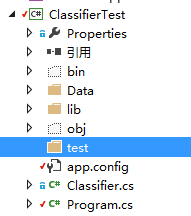 ClassifierTest
Properties
引用
bin
Data
lib
obj
test
app.config
Classifier.cs
Program.cs